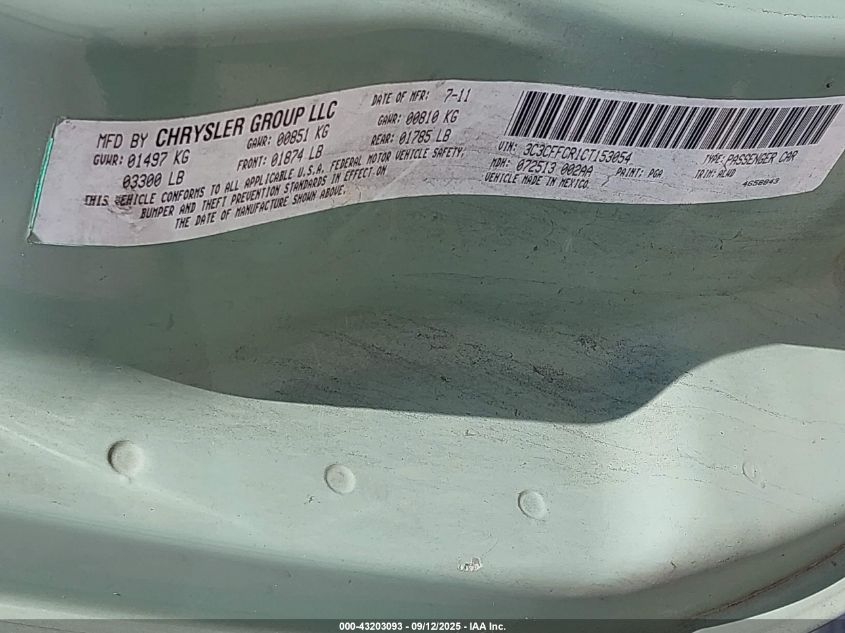 MFD BY CHRYSLER GROUP LLC DATE OF MFR: 7-11
GVWR: 01497 KG GAWR: 00851 KG GAWR: 00810 KG
03300 LB FRONT: 01874 LB REAR: 01785 LB
THIS VEHICLE CONFORMS TO ALL APPLICABLE U.S.A. FEDERAL MOTOR VEHICLE SAFETY,
BUMPER AND THEFT PREVENTION STANDARDS IN EFFECT ON
THE DATE OF MANUFACTURE SHOWN ABOVE.
VIN: 3C3CFFCR1CT153054 TYPE: PASSENGER CAR
MDH: 072513 002AA PAINT: PGA TRIM: ALWD
VEHICLE MADE IN MEXICO. 4658843
000-43203093 - 09/12/2025 - IAA Inc.